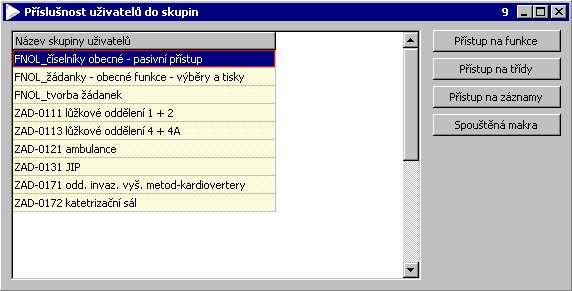 Příslušnost uživatelů do skupin 9
Název skupiny uživatelů
FNOL_číselníky obecné - pasivní přístup
FNOL_žádanky - obecné funkce - výběry a tisky
FNOL_tvorba žádanek
ZAD-0111 lůžkové oddělení 1 + 2
ZAD-0113 lůžkové oddělení 4 + 4A
ZAD-0121 ambulance
ZAD-0131 JIP
ZAD-0171 odd. invaz. vyš. metod-kardiovertery
ZAD-0172 katetrizační sál
Přístup na funkce
Přístup na třídy
Přístup na záznamy
Spouštěná makra